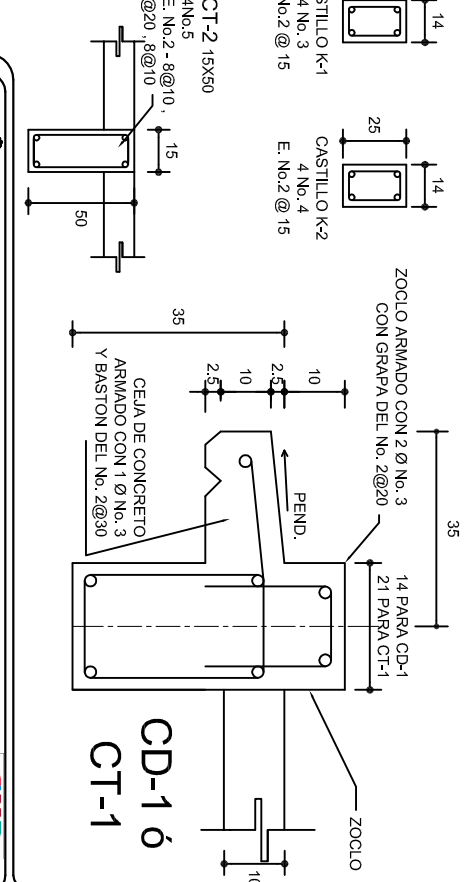 14
STILLO K-1
4 No. 3
No.2 @ 15
14
25
CASTILLO K-2
4 No. 4
E. No.2 @ 15
CT-2 15X50
4No.5
E. No.2 - 8@10 ,
@20 , 8@10
15
50
ZOCLO ARMADO CON 2 Ø No. 3
CON GRAPA DEL No. 2@20
35
35
10
2.5
10
2.5
PEND.
14 PARA CD-1
21 PARA CT-1
CEJA DE CONCRETO
ARMADO CON 1 Ø No. 3
Y BASTON DEL No. 2@30
ZOCLO
10
CD-1 ó
CT-1